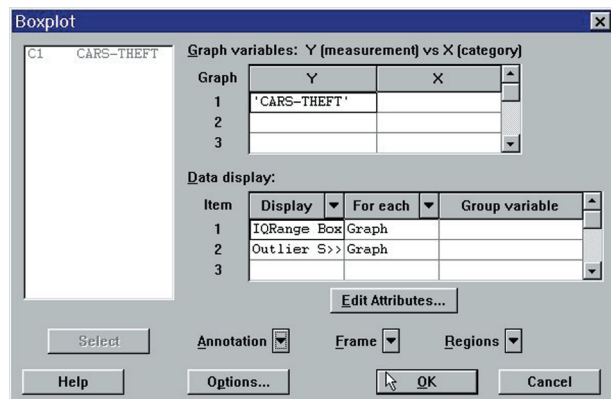 Boxplot
C1 CARS-THEFT
Graph variables: Y (measurement) vs X (category)
Graph Y X
1 'CARS-THEFT'
2
3
Data display:
Item Display For each Group variable
1 IQRange Box Graph
2 Outlier S>> Graph
3
Edit Attributes...
Select Annotation Frame Regions
Help Options... OK Cancel